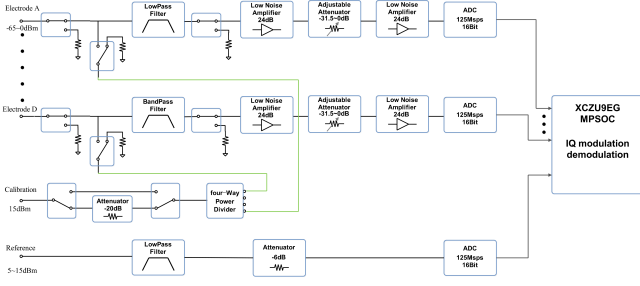 Electrode A
-65~0dBm
LowPass
Filter
Low Noise
Amplifier
24dB
Adjustable
Attenuator
-31.5~0dB
Low Noise
Amplifier
24dB
ADC
125Msps
16Bit
Electrode D
BandPass
Filter
Low Noise
Amplifier
24dB
Adjustable
Attenuator
-31.5~0dB
Low Noise
Amplifier
24dB
ADC
125Msps
16Bit
XCZU9EG
MPSOC
IQ modulation
demodulation
Calibration
15dBm
Attenuator
-20dB
four-Way
Power
Divider
Reference
5~15dBm
LowPass
Filter
Attenuator
-6dB
ADC
125Msps
16Bit